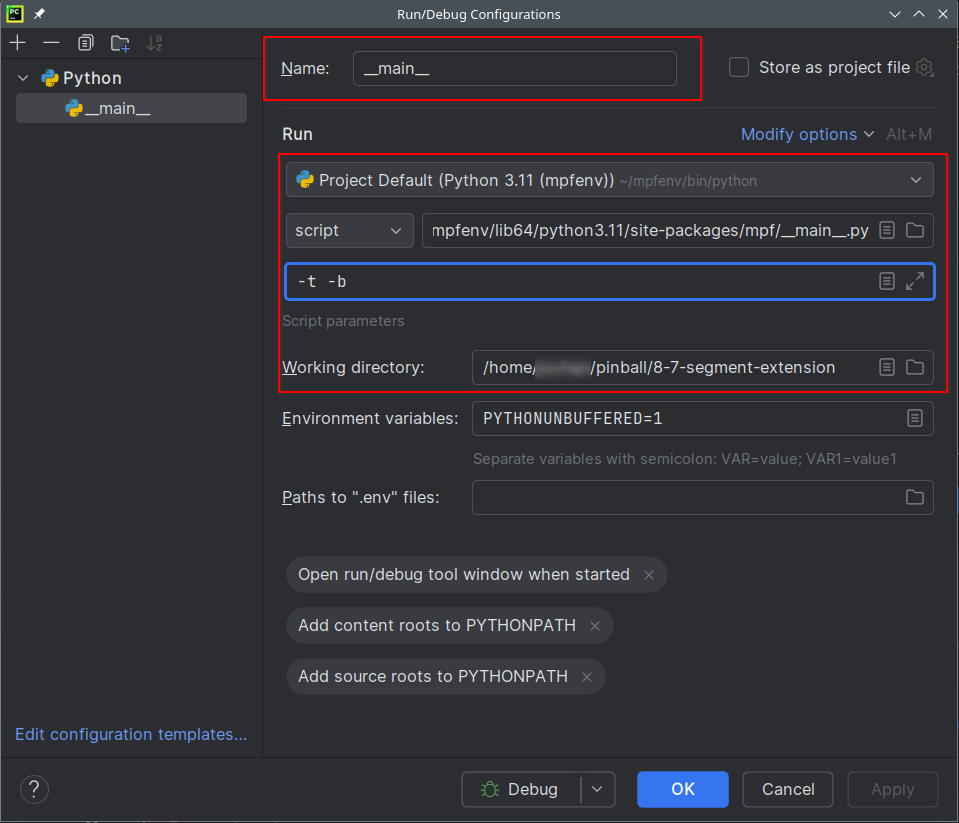 PC
Run/Debug Configurations
Name: __main__
Store as project file
Python
__main__
Run
Modify options Alt+M
Project Default (Python 3.11 (mpfenv)) ~/mpfenv/bin/python
script
mpfenv/lib64/python3.11/site-packages/mpf/__main__.py
-t -b
Script parameters
Working directory: /home/ /pinball/8-7-segment-extension
Environment variables: PYTHONUNBUFFERED=1
Separate variables with semicolon: VAR=value; VAR1=value1
Paths to ".env" files:
Open run/debug tool window when started ×
Add content roots to PYTHONPATH ×
Add source roots to PYTHONPATH ×
Edit configuration templates...
? Debug OK Cancel Apply